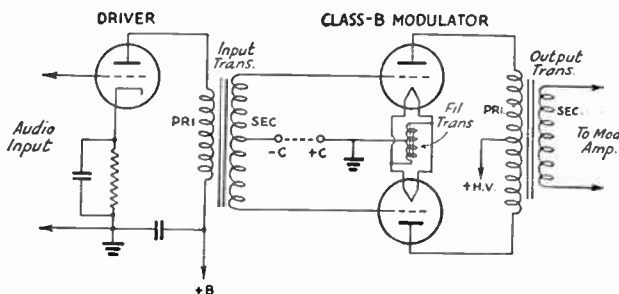 DRIVER
CLASS-B MODULATOR
Input
Trans.
Output
Trans.
PRI
SEC
Fil
Trans
PRI.
SEC.
Audio
Input
-C
+C
To Mod.
Amp.
+H.V.
+B